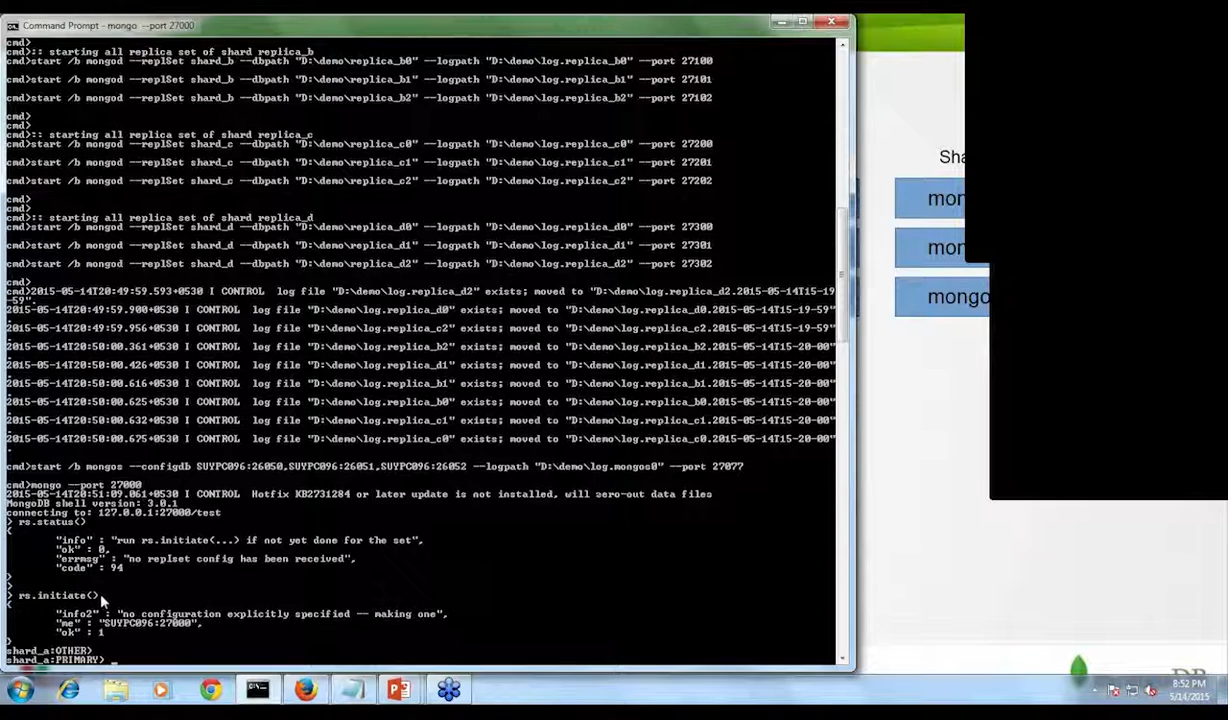 Command Prompt - mongo --port 27000
cmd>
cmd>:: starting all replica set of shard replica_b
cmd>start /b mongod --replSet shard_b --dbpath "D:\demo\replica_b0" --logpath "D:\demo\log.replica_b0" --port 27100
cmd>start /b mongod --replSet shard_b --dbpath "D:\demo\replica_b1" --logpath "D:\demo\log.replica_b1" --port 27101
cmd>start /b mongod --replSet shard_b --dbpath "D:\demo\replica_b2" --logpath "D:\demo\log.replica_b2" --port 27102
cmd>
cmd>
cmd>:: starting all replica set of shard replica_c
cmd>start /b mongod --replSet shard_c --dbpath "D:\demo\replica_c0" --logpath "D:\demo\log.replica_c0" --port 27200
cmd>start /b mongod --replSet shard_c --dbpath "D:\demo\replica_c1" --logpath "D:\demo\log.replica_c1" --port 27201
cmd>start /b mongod --replSet shard_c --dbpath "D:\demo\replica_c2" --logpath "D:\demo\log.replica_c2" --port 27202
cmd>
cmd>
cmd>:: starting all replica set of shard replica_d
cmd>start /b mongod --replSet shard_d --dbpath "D:\demo\replica_d0" --logpath "D:\demo\log.replica_d0" --port 27300
cmd>start /b mongod --replSet shard_d --dbpath "D:\demo\replica_d1" --logpath "D:\demo\log.replica_d1" --port 27301
cmd>start /b mongod --replSet shard_d --dbpath "D:\demo\replica_d2" --logpath "D:\demo\log.replica_d2" --port 27302
cmd>
cmd>2015-05-14T20:49:59.593+0530 I CONTROL  log file "D:\demo\log.replica_d2" exists; moved to "D:\demo\log.replica_d2.2015-05-14T15-19
-59".
2015-05-14T20:49:59.900+0530 I CONTROL  log file "D:\demo\log.replica_d0" exists; moved to "D:\demo\log.replica_d0.2015-05-14T15-19-59"
.
2015-05-14T20:49:59.956+0530 I CONTROL  log file "D:\demo\log.replica_c2" exists; moved to "D:\demo\log.replica_c2.2015-05-14T15-19-59"
.
2015-05-14T20:50:00.361+0530 I CONTROL  log file "D:\demo\log.replica_b2" exists; moved to "D:\demo\log.replica_b2.2015-05-14T15-20-00"
.
2015-05-14T20:50:00.426+0530 I CONTROL  log file "D:\demo\log.replica_d1" exists; moved to "D:\demo\log.replica_d1.2015-05-14T15-20-00"
.
2015-05-14T20:50:00.616+0530 I CONTROL  log file "D:\demo\log.replica_b1" exists; moved to "D:\demo\log.replica_b1.2015-05-14T15-20-00"
.
2015-05-14T20:50:00.625+0530 I CONTROL  log file "D:\demo\log.replica_b0" exists; moved to "D:\demo\log.replica_b0.2015-05-14T15-20-00"
.
2015-05-14T20:50:00.632+0530 I CONTROL  log file "D:\demo\log.replica_c1" exists; moved to "D:\demo\log.replica_c1.2015-05-14T15-20-00"
.
2015-05-14T20:50:00.675+0530 I CONTROL  log file "D:\demo\log.replica_c0" exists; moved to "D:\demo\log.replica_c0.2015-05-14T15-20-00"
.
cmd>start /b mongos --configdb SUYPC096:26050,SUYPC096:26051,SUYPC096:26052 --logpath "D:\demo\log.mongos0" --port 27077
cmd>mongo --port 27000
2015-05-14T20:51:09.061+0530 I CONTROL  Hotfix KB2731284 or later update is not installed, will zero-out data files
MongoDB shell version: 3.0.1
connecting to: 127.0.0.1:27000/test
> rs.status()
{
"info" : "run rs.initiate(...) if not yet done for the set",
"ok" : 0,
"errmsg" : "no replset config has been received",
"code" : 94
}
>
> rs.initiate()
{
"info2" : "no configuration explicitly specified -- making one",
"me" : "SUYPC096:27000",
"ok" : 1
}
shard_a:OTHER>
shard_a:PRIMARY> _
Sha
mon
mon
mongo
DB
8:52 PM
5/14/2015